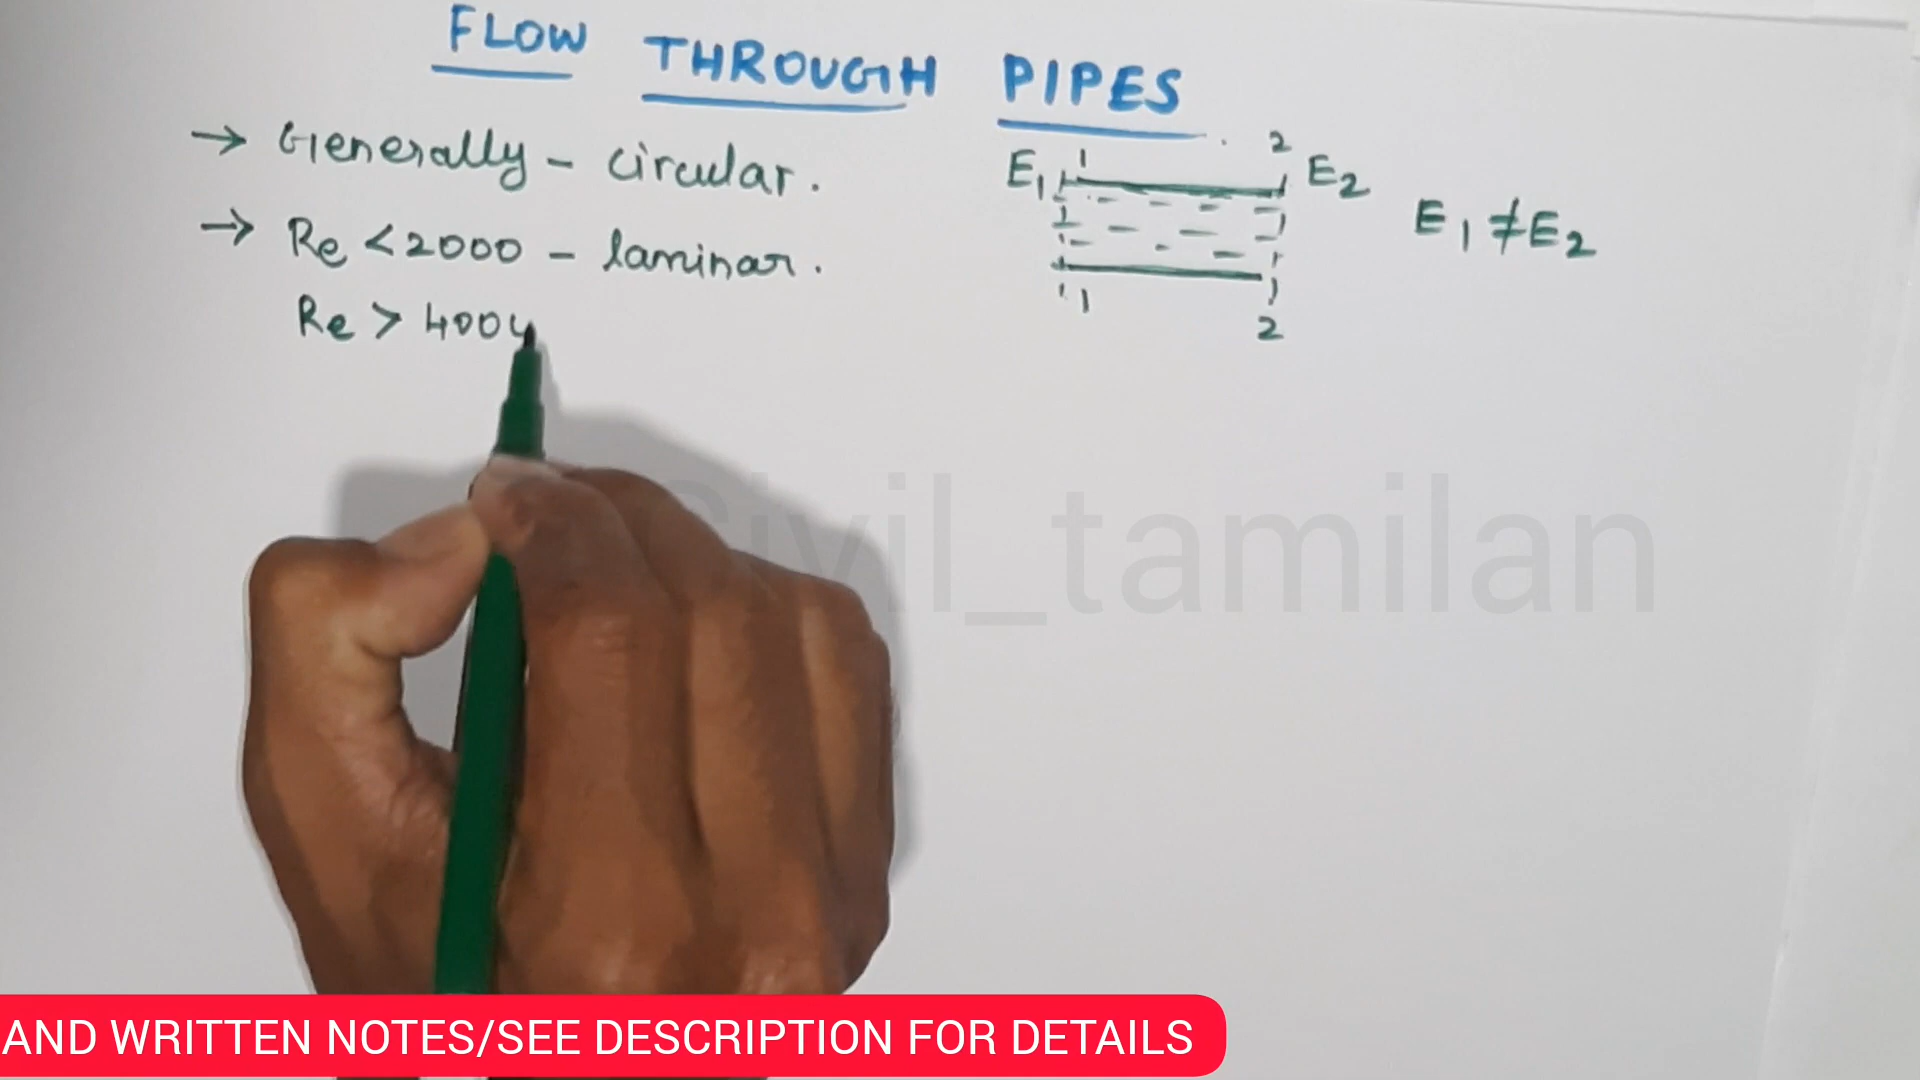 FLOW THROUGH PIPES
→ Generally - circular.
→ Re < 2000 - laminar.
Re > 400
1 2
E1 E2
E1 ≠ E2
1 2
Civil_tamilan
AND WRITTEN NOTES/SEE DESCRIPTION FOR DETAILS